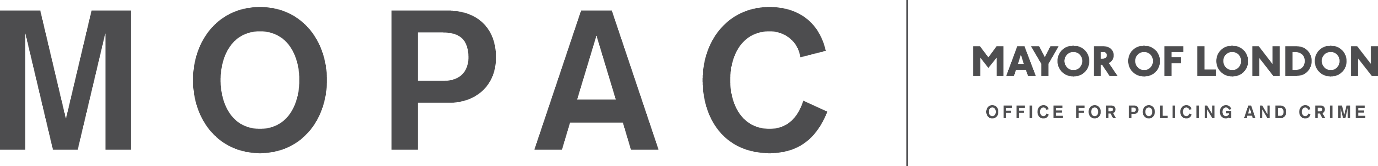 MOPAC
MAYOR OF LONDON
OFFICE FOR POLICING AND CRIME